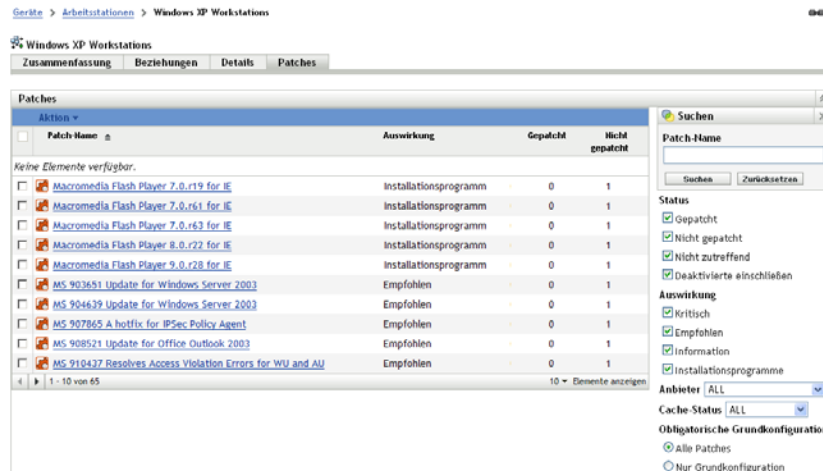 Geräte > Arbeitsstationen > Windows XP Workstations
Windows XP Workstations
Zusammenfassung Beziehungen Details Patches
Patches
Aktion
Patch-Name Auswirkung Gepatcht Nicht gepatcht
Keine Elemente verfügbar.
Macromedia Flash Player 7.0.r19 for IE Installationsprogramm 0 1
Macromedia Flash Player 7.0.r61 for IE Installationsprogramm 0 1
Macromedia Flash Player 7.0.r63 for IE Installationsprogramm 0 1
Macromedia Flash Player 8.0.r22 for IE Installationsprogramm 0 1
Macromedia Flash Player 9.0.r28 for IE Installationsprogramm 0 1
MS 903651 Update for Windows Server 2003 Empfohlen 0 1
MS 904639 Update for Windows Server 2003 Empfohlen 0 1
MS 907865 A hotfix for IPSec Policy Agent Empfohlen 0 1
MS 908521 Update for Office Outlook 2003 Empfohlen 0 1
MS 910437 Resolves Access Violation Errors for WU and AU Empfohlen 0 1
1 - 10 von 65 10 Elemente anzeigen
Suchen
Patch-Name
Suchen Zurücksetzen
Status
Gepatcht
Nicht gepatcht
Nicht zutreffend
Deaktivierte einschließen
Auswirkung
Kritisch
Empfohlen
Information
Installationsprogramme
Anbieter ALL
Cache-Status ALL
Obligatorische Grundkonfiguratio
Alle Patches
Nur Grundkonfiguration